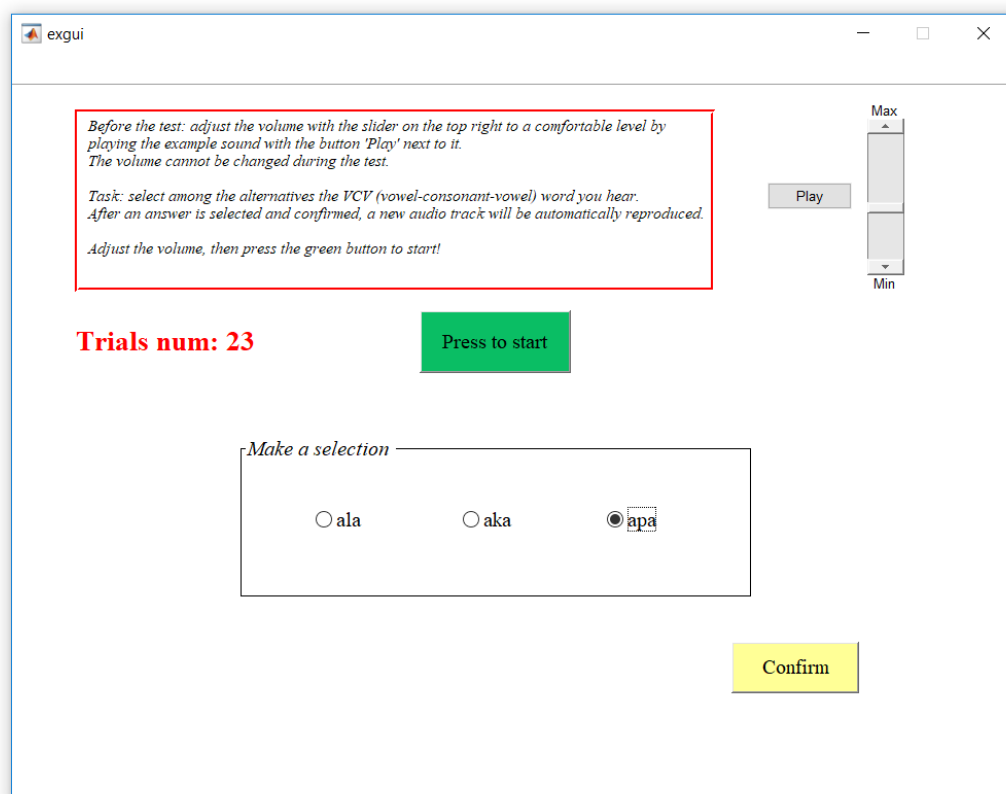 exgui
Before the test: adjust the volume with the slider on the top right to a comfortable level by
playing the example sound with the button 'Play' next to it.
The volume cannot be changed during the test.
Task: select among the alternatives the VCV (vowel-consonant-vowel) word you hear.
After an answer is selected and confirmed, a new audio track will be automatically reproduced.
Adjust the volume, then press the green button to start!
Max
Play
Min
Trials num: 23
Press to start
Make a selection
ala aka apa
Confirm